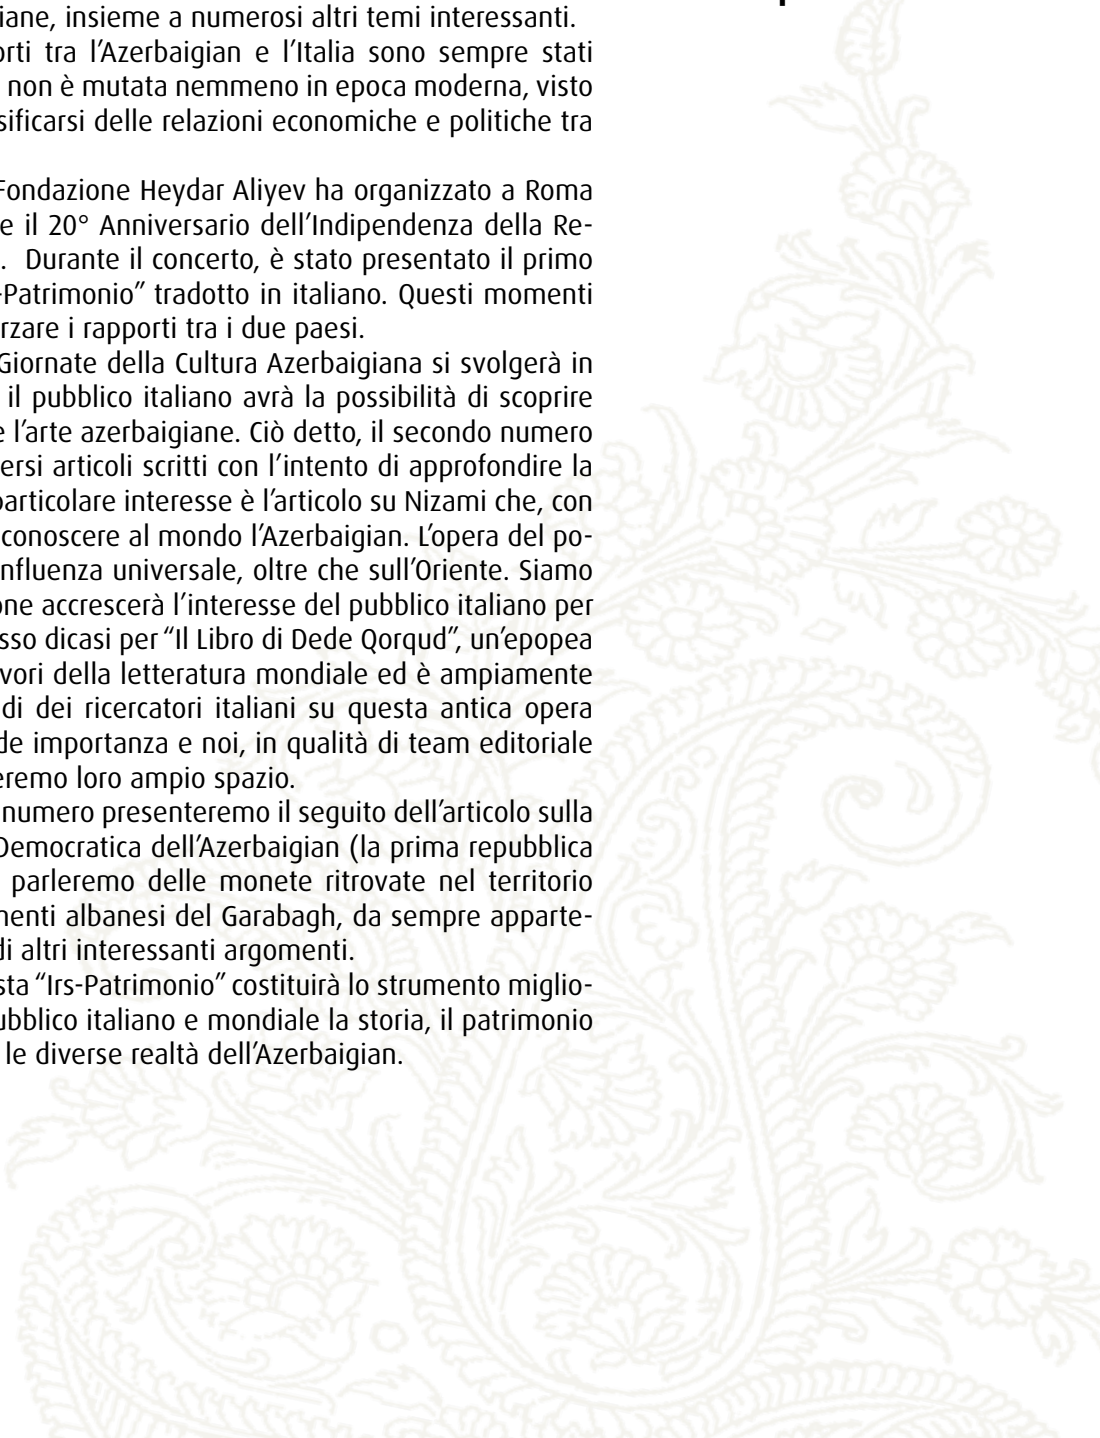 iane, insieme a numerosi altri temi interessanti.
orti tra l’Azerbaigian e l’Italia sono sempre stati
non è mutata nemmeno in epoca moderna, visto
sificarsi delle relazioni economiche e politiche tra
Fondazione Heydar Aliyev ha organizzato a Roma
e il 20° Anniversario dell’Indipendenza della Re-
. Durante il concerto, è stato presentato il primo
-Patrimonio” tradotto in italiano. Questi momenti
rzare i rapporti tra i due paesi.
Giornate della Cultura Azerbaigiana si svolgerà in
il pubblico italiano avrà la possibilità di scoprire
e l’arte azerbaigiane. Ciò detto, il secondo numero
ersi articoli scritti con l’intento di approfondire la
particolare interesse è l’articolo su Nizami che, con
conoscere al mondo l’Azerbaigian. L’opera del po-
nfluenza universale, oltre che sull’Oriente. Siamo
one accrescerà l’interesse del pubblico italiano per
sso dicasi per “Il Libro di Dede Qorqud”, un’epopea
vori della letteratura mondiale ed è ampiamente
di dei ricercatori italiani su questa antica opera
de importanza e noi, in qualità di team editoriale
eremo loro ampio spazio.
numero presenteremo il seguito dell’articolo sulla
Democratica dell’Azerbaigian (la prima repubblica
parleremo delle monete ritrovate nel territorio
menti albanesi del Garabagh, da sempre apparte-
di altri interessanti argomenti.
sta “Irs-Patrimonio” costituirà lo strumento miglio-
ubblico italiano e mondiale la storia, il patrimonio
le diverse realtà dell’Azerbaigian.